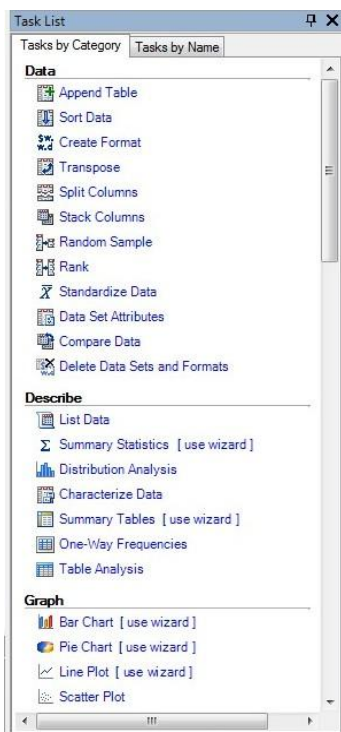 Task List
Tasks by Category Tasks by Name
Data
Append Table
Sort Data
Create Format
Transpose
Split Columns
Stack Columns
Random Sample
Rank
Standardize Data
Data Set Attributes
Compare Data
Delete Data Sets and Formats
Describe
List Data
Summary Statistics [ use wizard ]
Distribution Analysis
Characterize Data
Summary Tables [ use wizard ]
One-Way Frequencies
Table Analysis
Graph
Bar Chart [ use wizard ]
Pie Chart [ use wizard ]
Line Plot [ use wizard ]
Scatter Plot